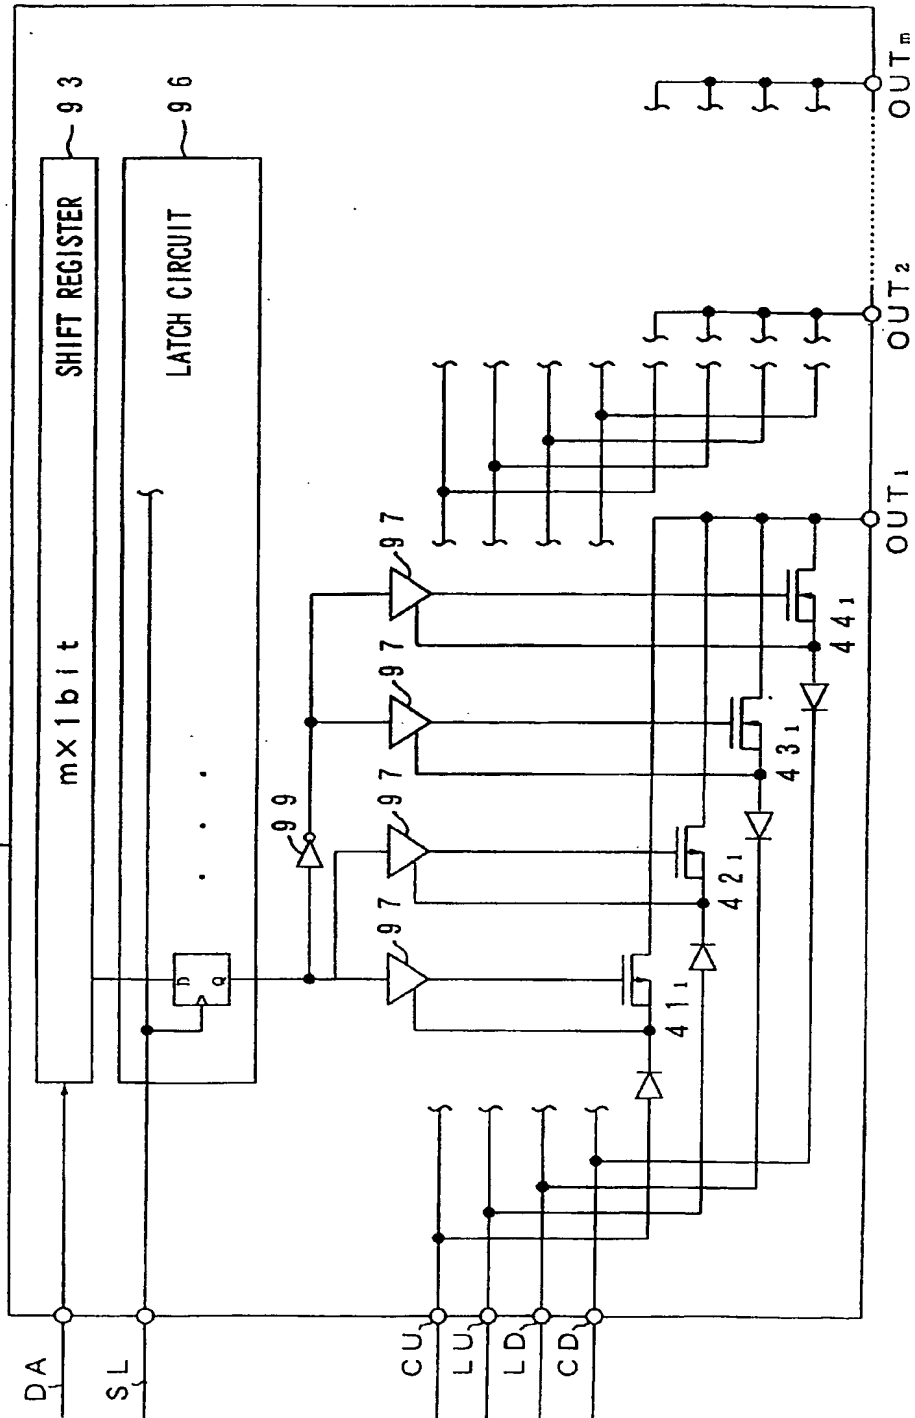 DA
SL
mX1bit
SHIFT REGISTER
93
LATCH CIRCUIT
96
D
Q
99
97
97
97
97
CU
LU
LD
CD
41₁
42₁
43₁
44₁
OUT₁
OUT₂
OUTₘ